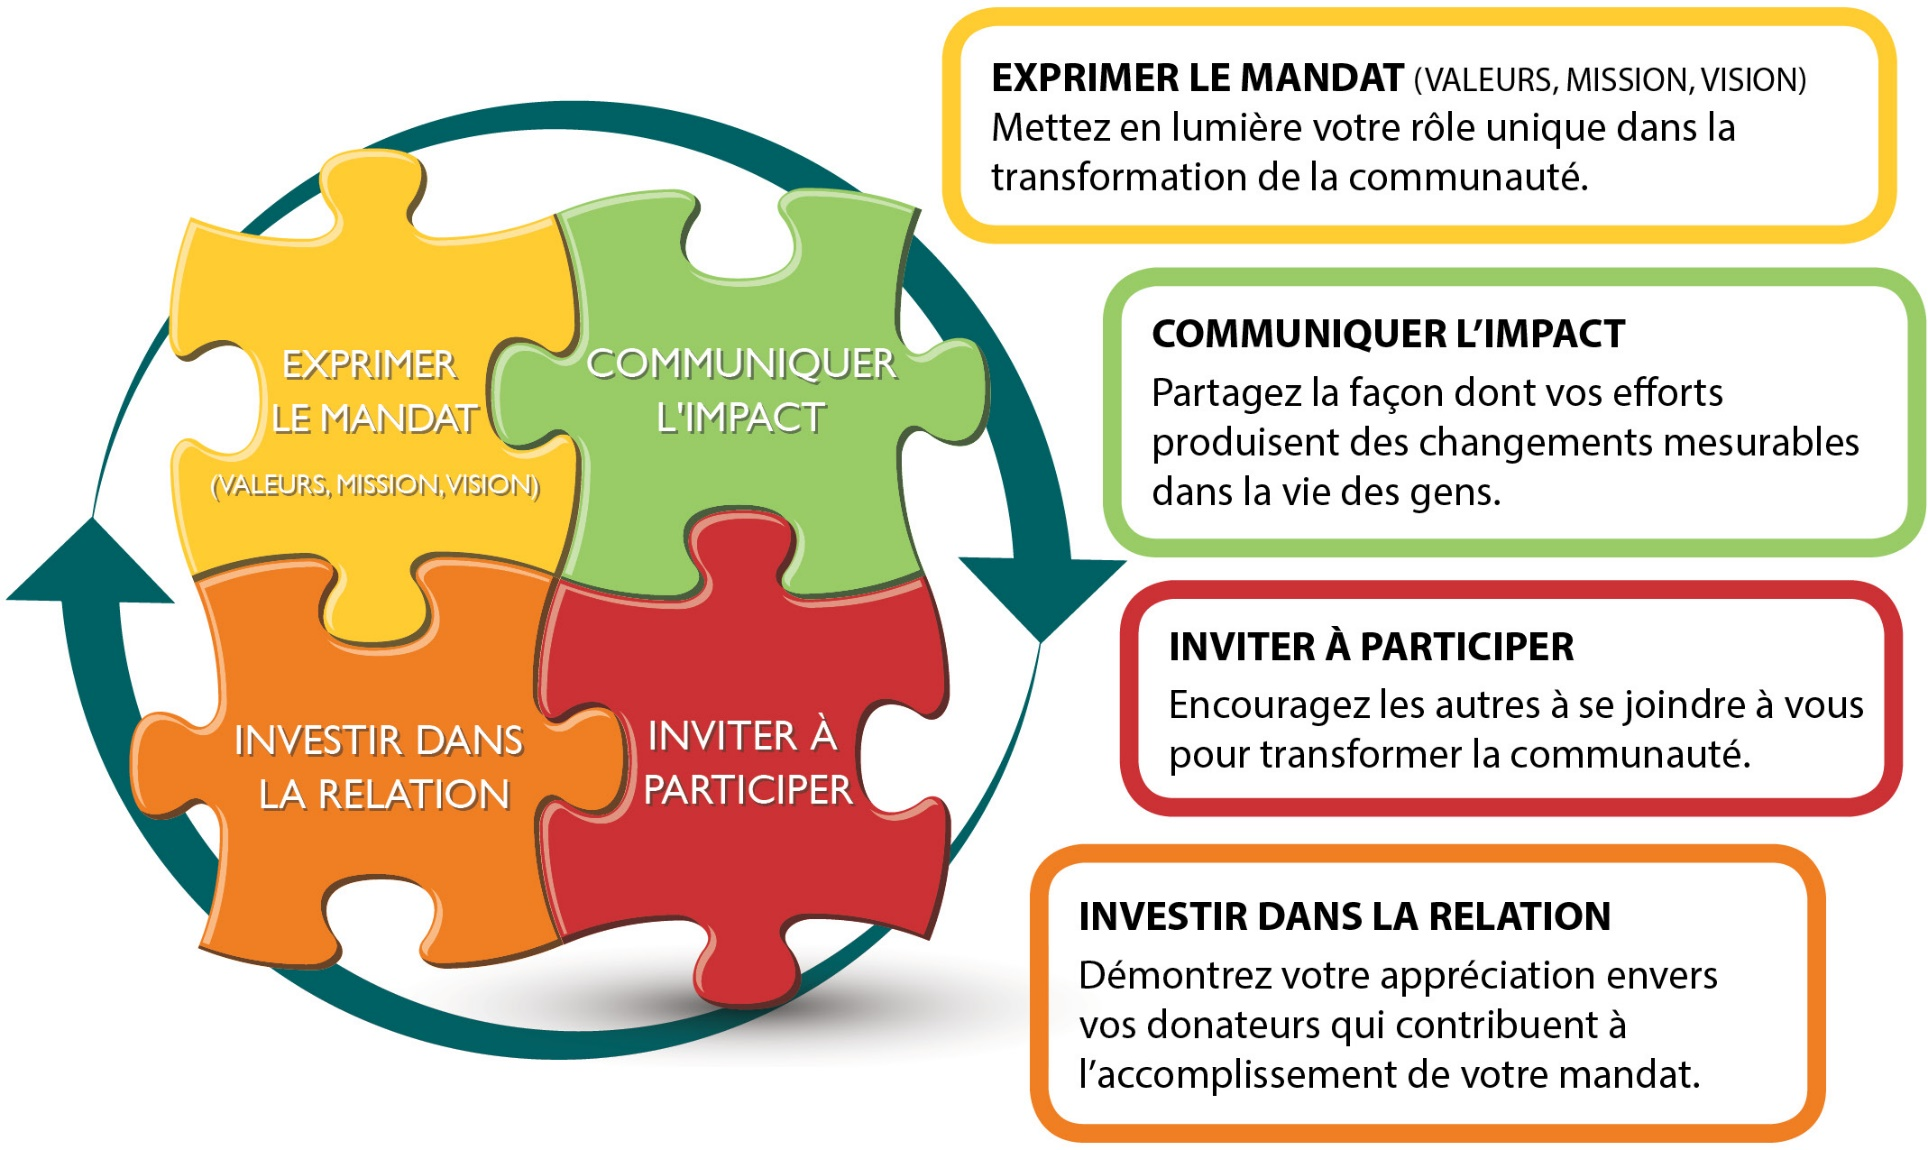 EXPRIMER
LE MANDAT
(VALEURS, MISSION, VISION)
COMMUNIQUER
L'IMPACT
INVESTIR DANS
LA RELATION
INVITER À
PARTICIPER
EXPRIMER LE MANDAT (VALEURS, MISSION, VISION)
Mettez en lumière votre rôle unique dans la
transformation de la communauté.
COMMUNIQUER L’IMPACT
Partagez la façon dont vos efforts
produisent des changements mesurables
dans la vie des gens.
INVITER À PARTICIPER
Encouragez les autres à se joindre à vous
pour transformer la communauté.
INVESTIR DANS LA RELATION
Démontrez votre appréciation envers
vos donateurs qui contribuent à
l’accomplissement de votre mandat.